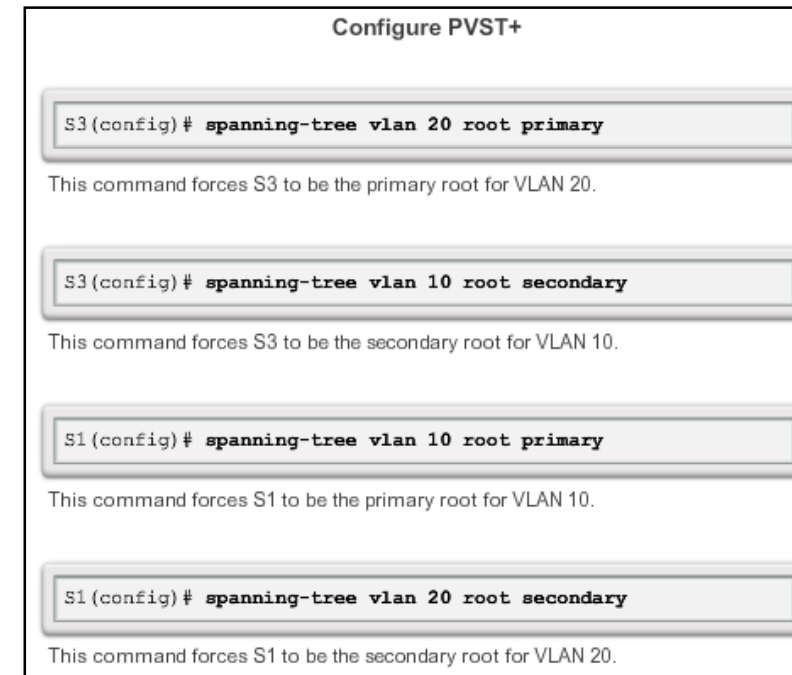 Configure PVST+
S3(config)# spanning-tree vlan 20 root primary
This command forces S3 to be the primary root for VLAN 20.
S3(config)# spanning-tree vlan 10 root secondary
This command forces S3 to be the secondary root for VLAN 10.
S1(config)# spanning-tree vlan 10 root primary
This command forces S1 to be the primary root for VLAN 10.
S1(config)# spanning-tree vlan 20 root secondary
This command forces S1 to be the secondary root for VLAN 20.